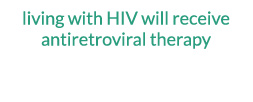 living with HIV will receive
antiretroviral therapy